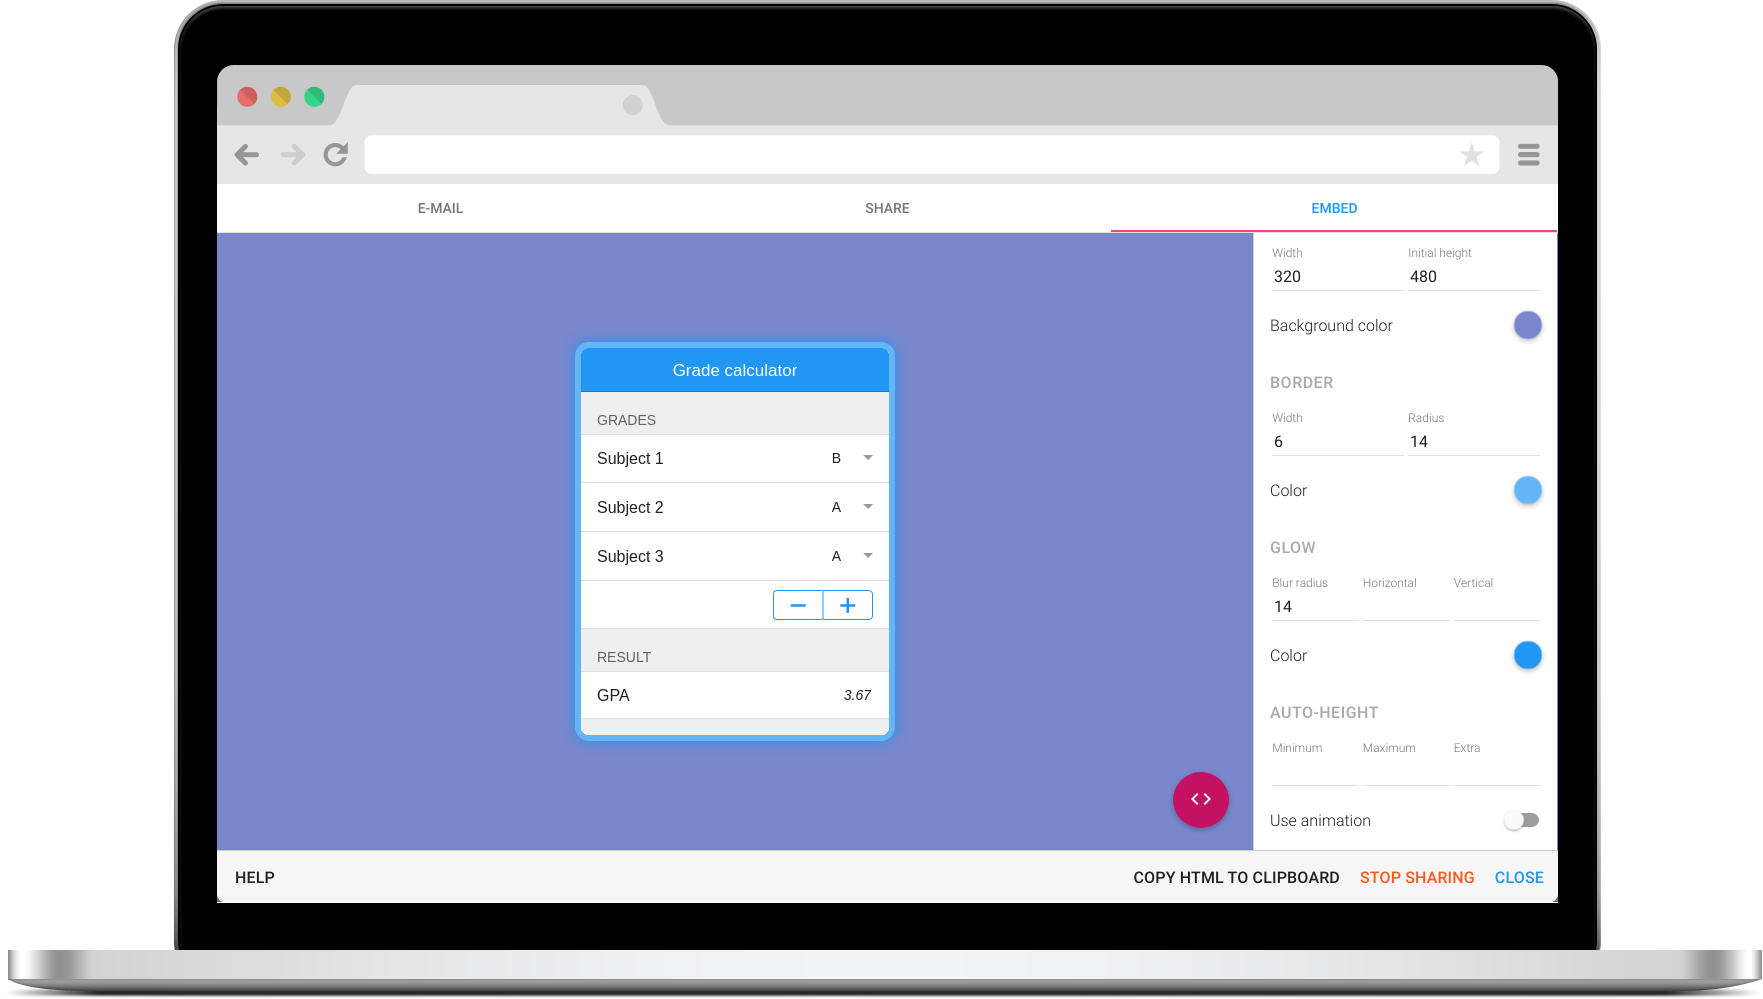 E-MAIL
SHARE
EMBED
Grade calculator
GRADES
Subject 1 B
Subject 2 A
Subject 3 A
− +
RESULT
GPA 3.67
<>
Width Initial height
320 480
Background color
BORDER
Width Radius
6 14
Color
GLOW
Blur radius Horizontal Vertical
14
Color
AUTO-HEIGHT
Minimum Maximum Extra
Use animation
HELP
COPY HTML TO CLIPBOARD STOP SHARING CLOSE